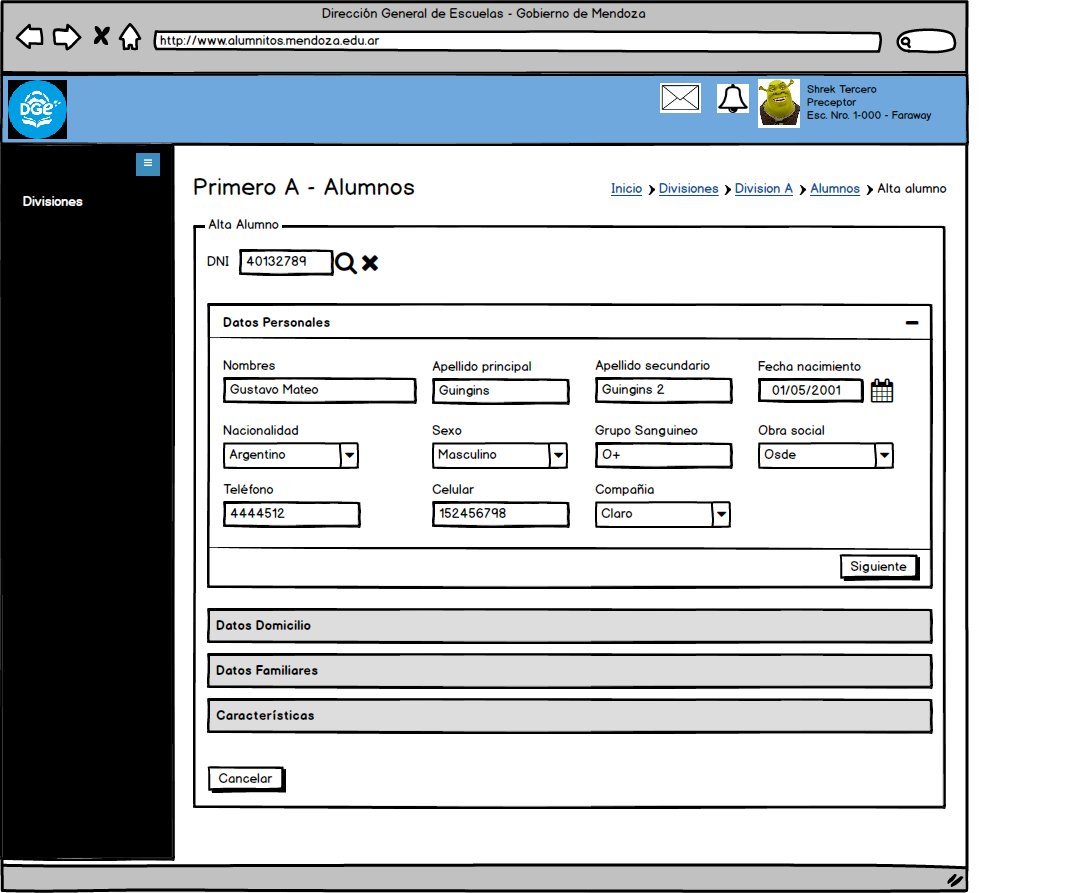 Dirección General de Escuelas - Gobierno de Mendoza
http://www.alumnitos.mendoza.edu.ar
DGE
Shrek Tercero
Preceptor
Esc. Nro. 1-000 - Faraway
Divisiones
Primero A - Alumnos
Inicio Divisiones Division A Alumnos Alta alumno
Alta Alumno
DNI 40132789
Datos Personales
Nombres Apellido principal Apellido secundario Fecha nacimiento
Gustavo Mateo Guingins Guingins 2 01/05/2001
Nacionalidad Sexo Grupo Sanguineo Obra social
Argentino Masculino O+ Osde
Teléfono Celular Compañia
4444512 152456798 Claro
Siguiente
Datos Domicilio
Datos Familiares
Características
Cancelar